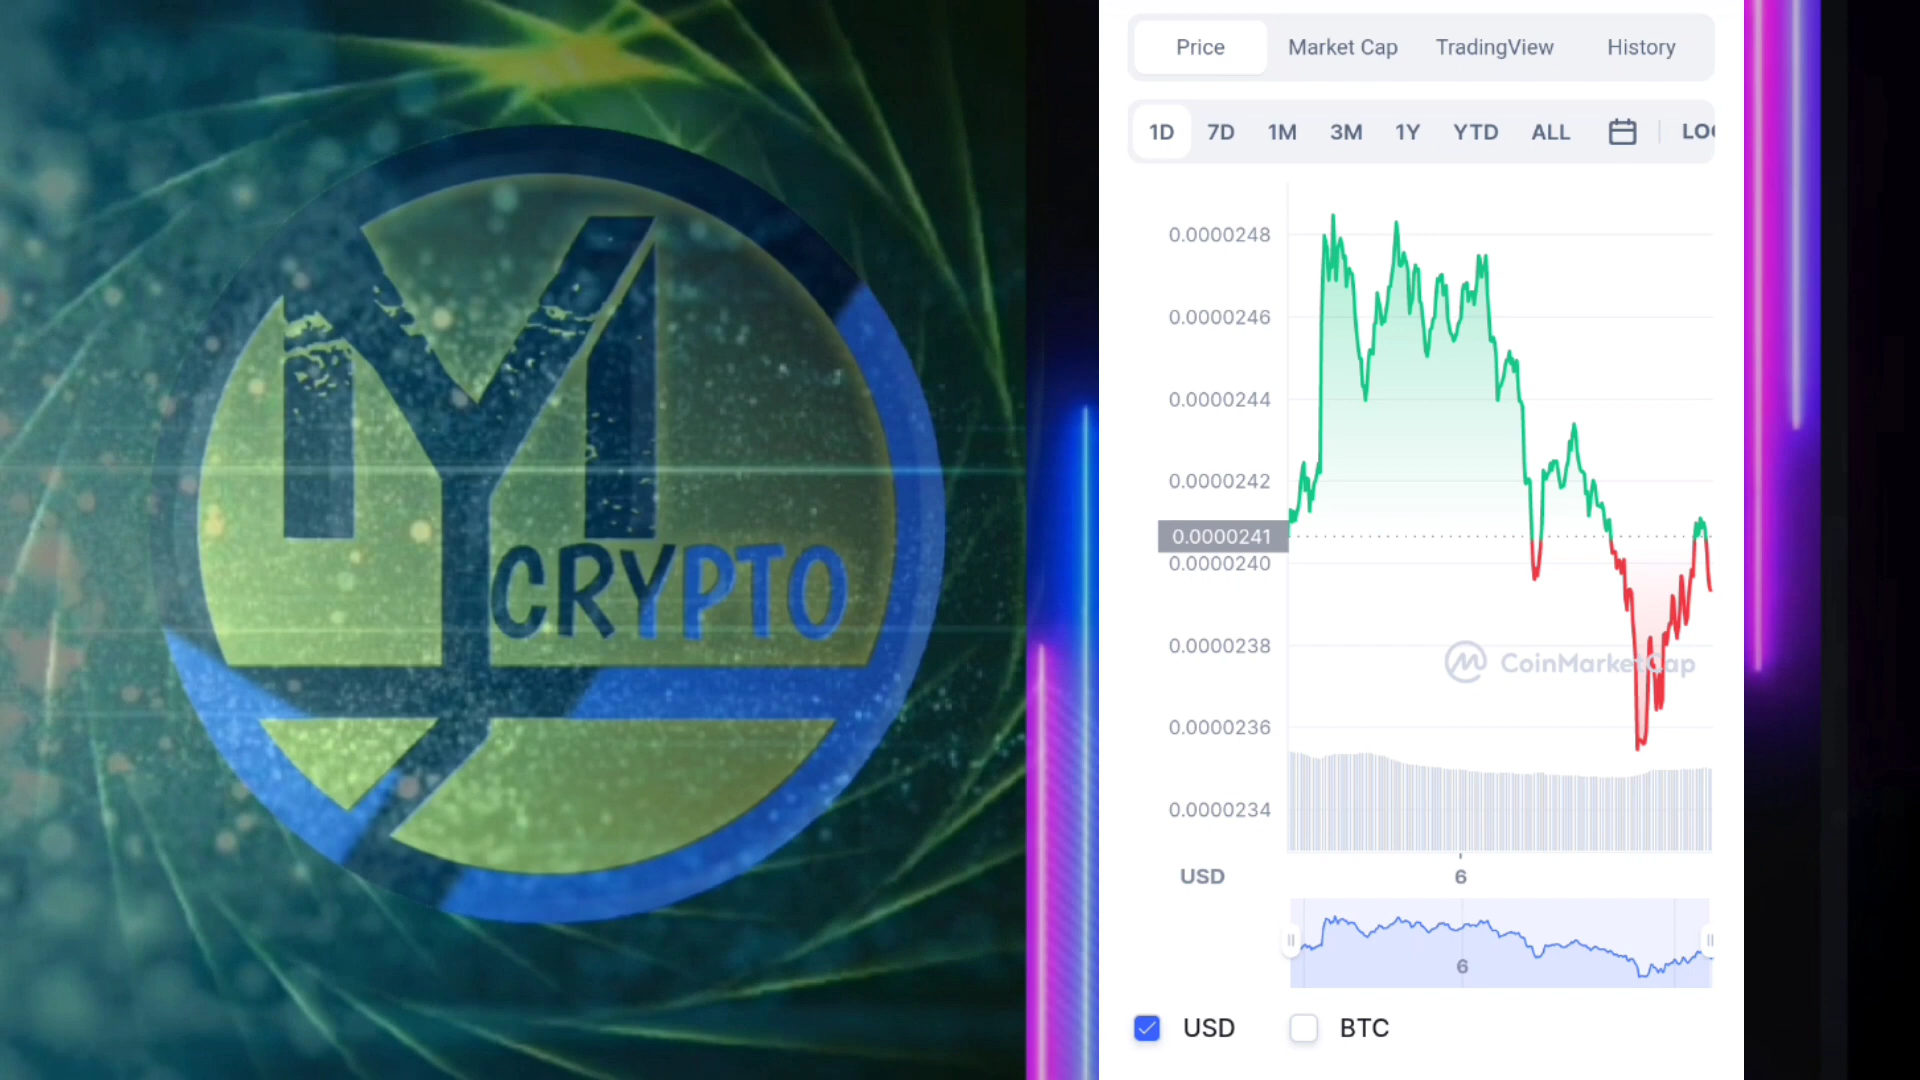 MY
CRYPTO
Price Market Cap TradingView History
1D 7D 1M 3M 1Y YTD ALL
0.0000248
0.0000246
0.0000244
0.0000242
0.0000241
0.0000240
0.0000238
CoinMarketCap
0.0000236
0.0000234
USD 6
6
USD BTC